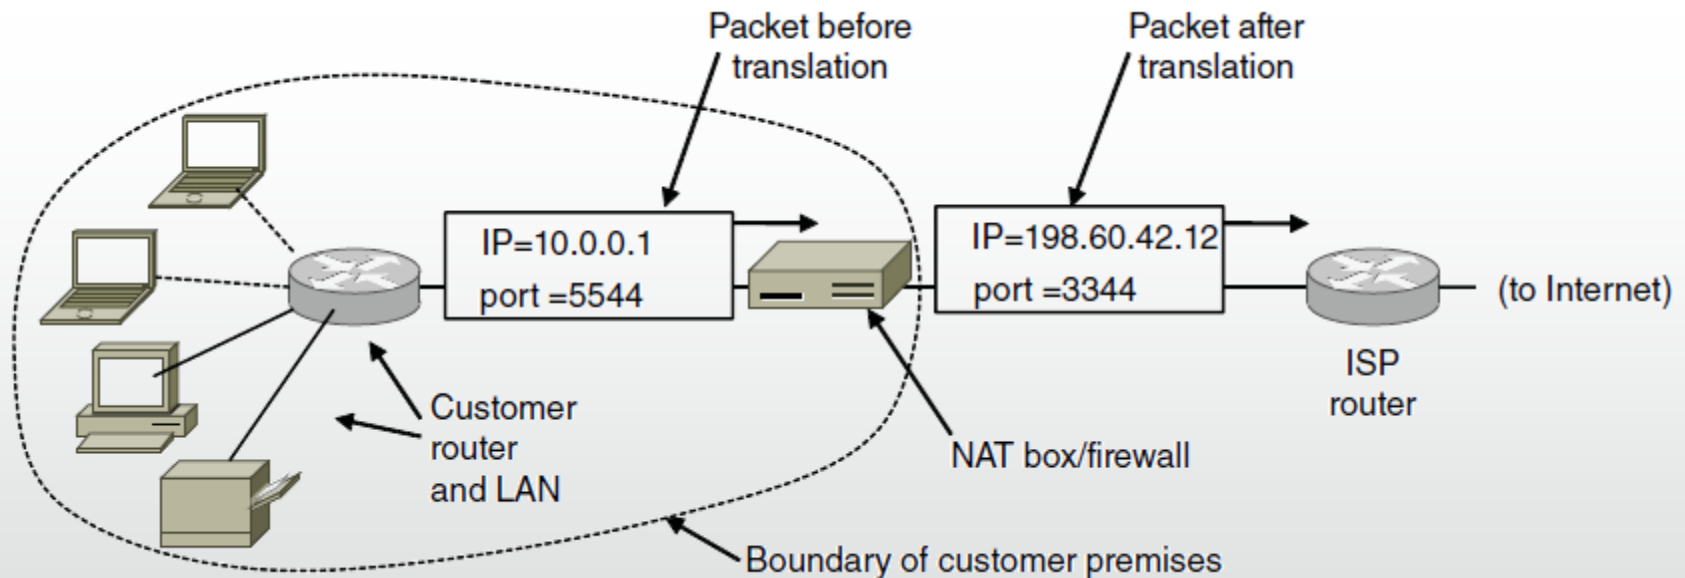 Packet before
translation
Packet after
translation
IP=10.0.0.1
port =5544
IP=198.60.42.12
port =3344
(to Internet)
ISP
router
Customer
router
and LAN
NAT box/firewall
Boundary of customer premises